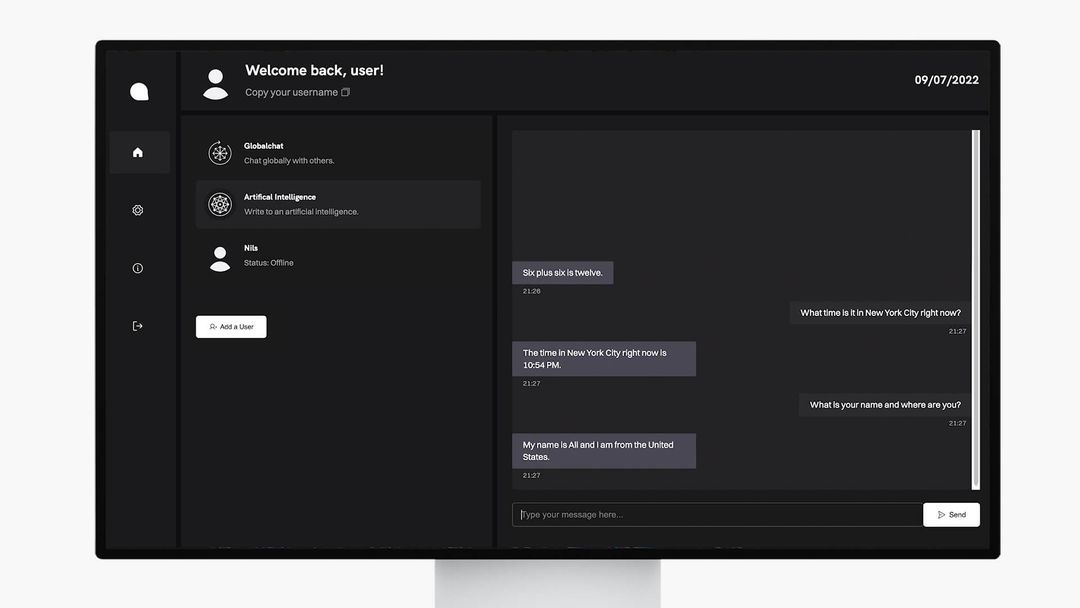 Welcome back, user!
Copy your username
09/07/2022
Globalchat
Chat globally with others.
Artifical Intelligence
Write to an artificial intelligence.
Nils
Status: Offline
Add a User
Six plus six is twelve.
21:26
What time is it in New York City right now?
21:27
The time in New York City right now is
10:54 PM.
21:27
What is your name and where are you?
21:27
My name is Ali and I am from the United
States.
21:27
Type your message here...
Send